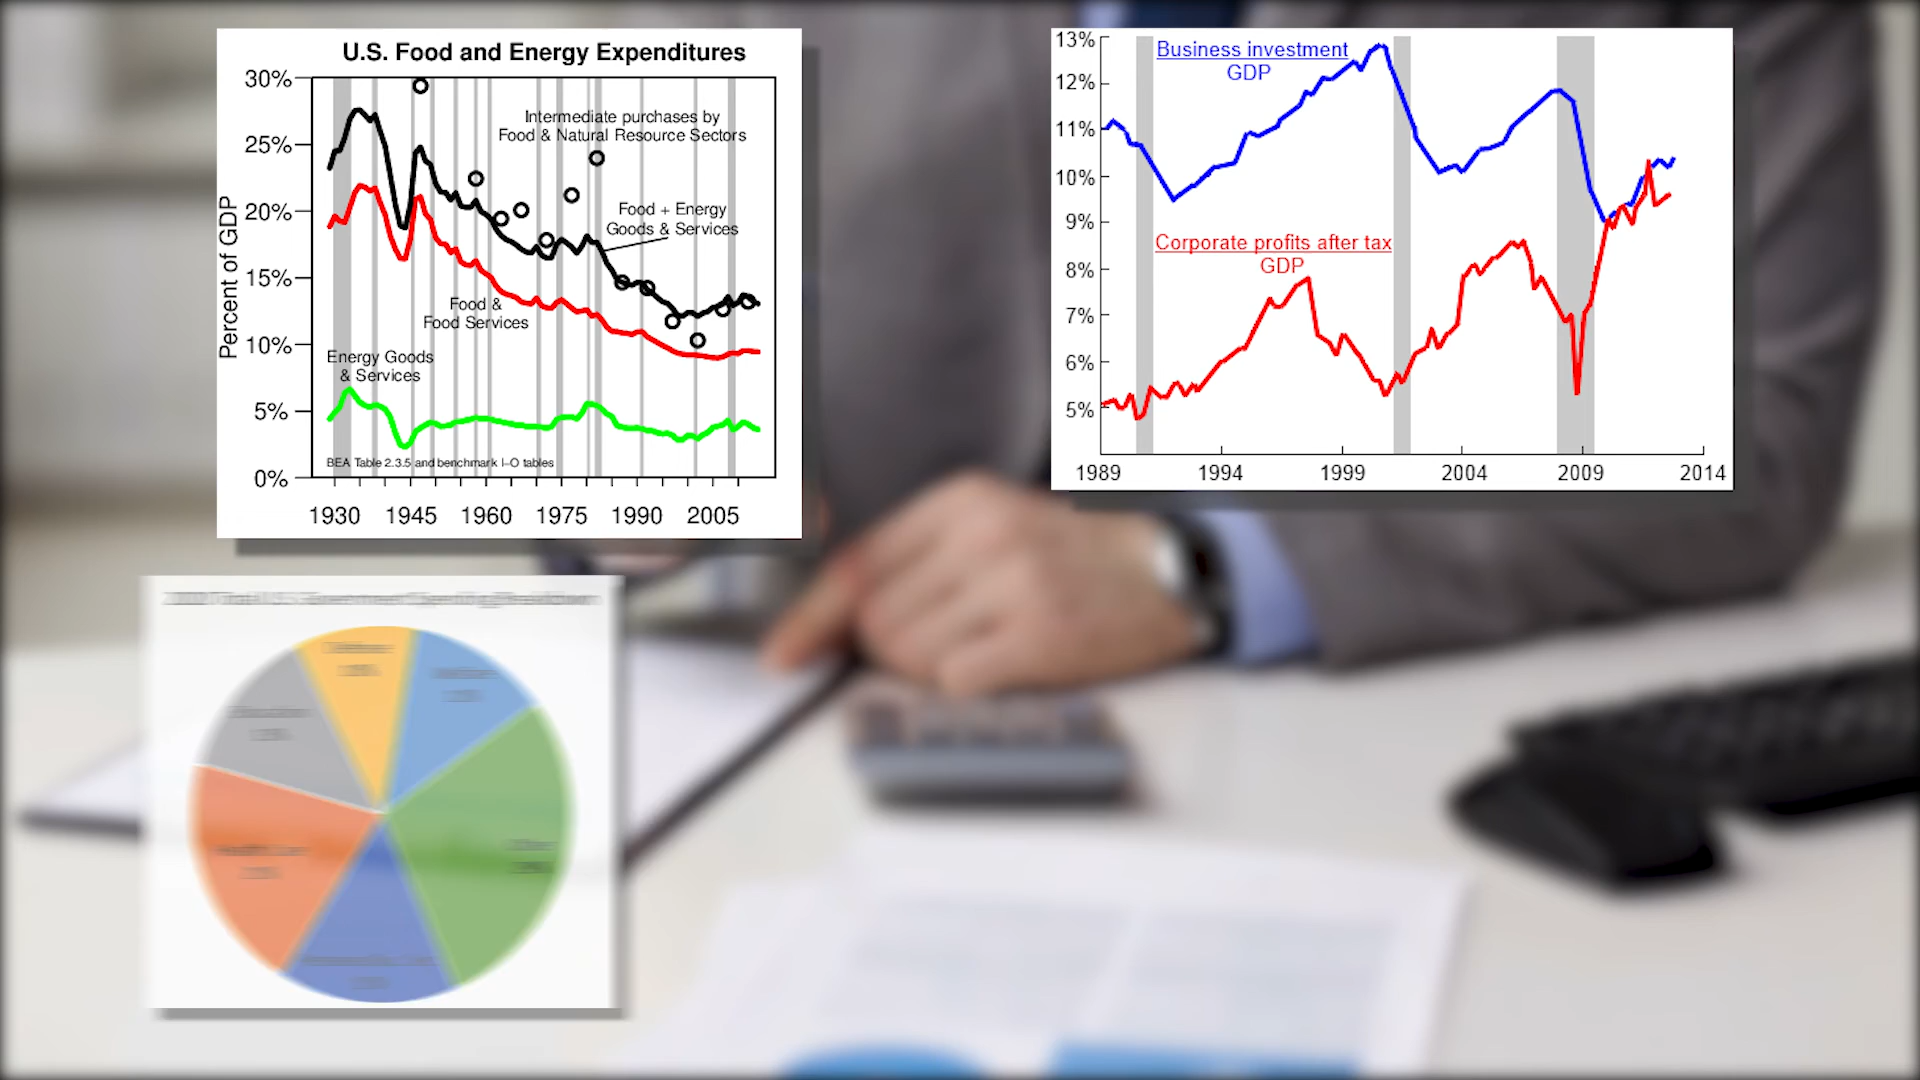 U.S. Food and Energy Expenditures
30%
25%
20%
15%
10%
5%
0%
Percent of GDP
Intermediate purchases by
Food & Natural Resource Sectors
Food + Energy
Goods & Services
Food &
Food Services
Energy Goods
& Services
BEA Table 2.3.5 and benchmark I-O tables
1930 1945 1960 1975 1990 2005
13%
12%
11%
10%
9%
8%
7%
6%
5%
Business investment
GDP
Corporate profits after tax
GDP
1989 1994 1999 2004 2009 2014